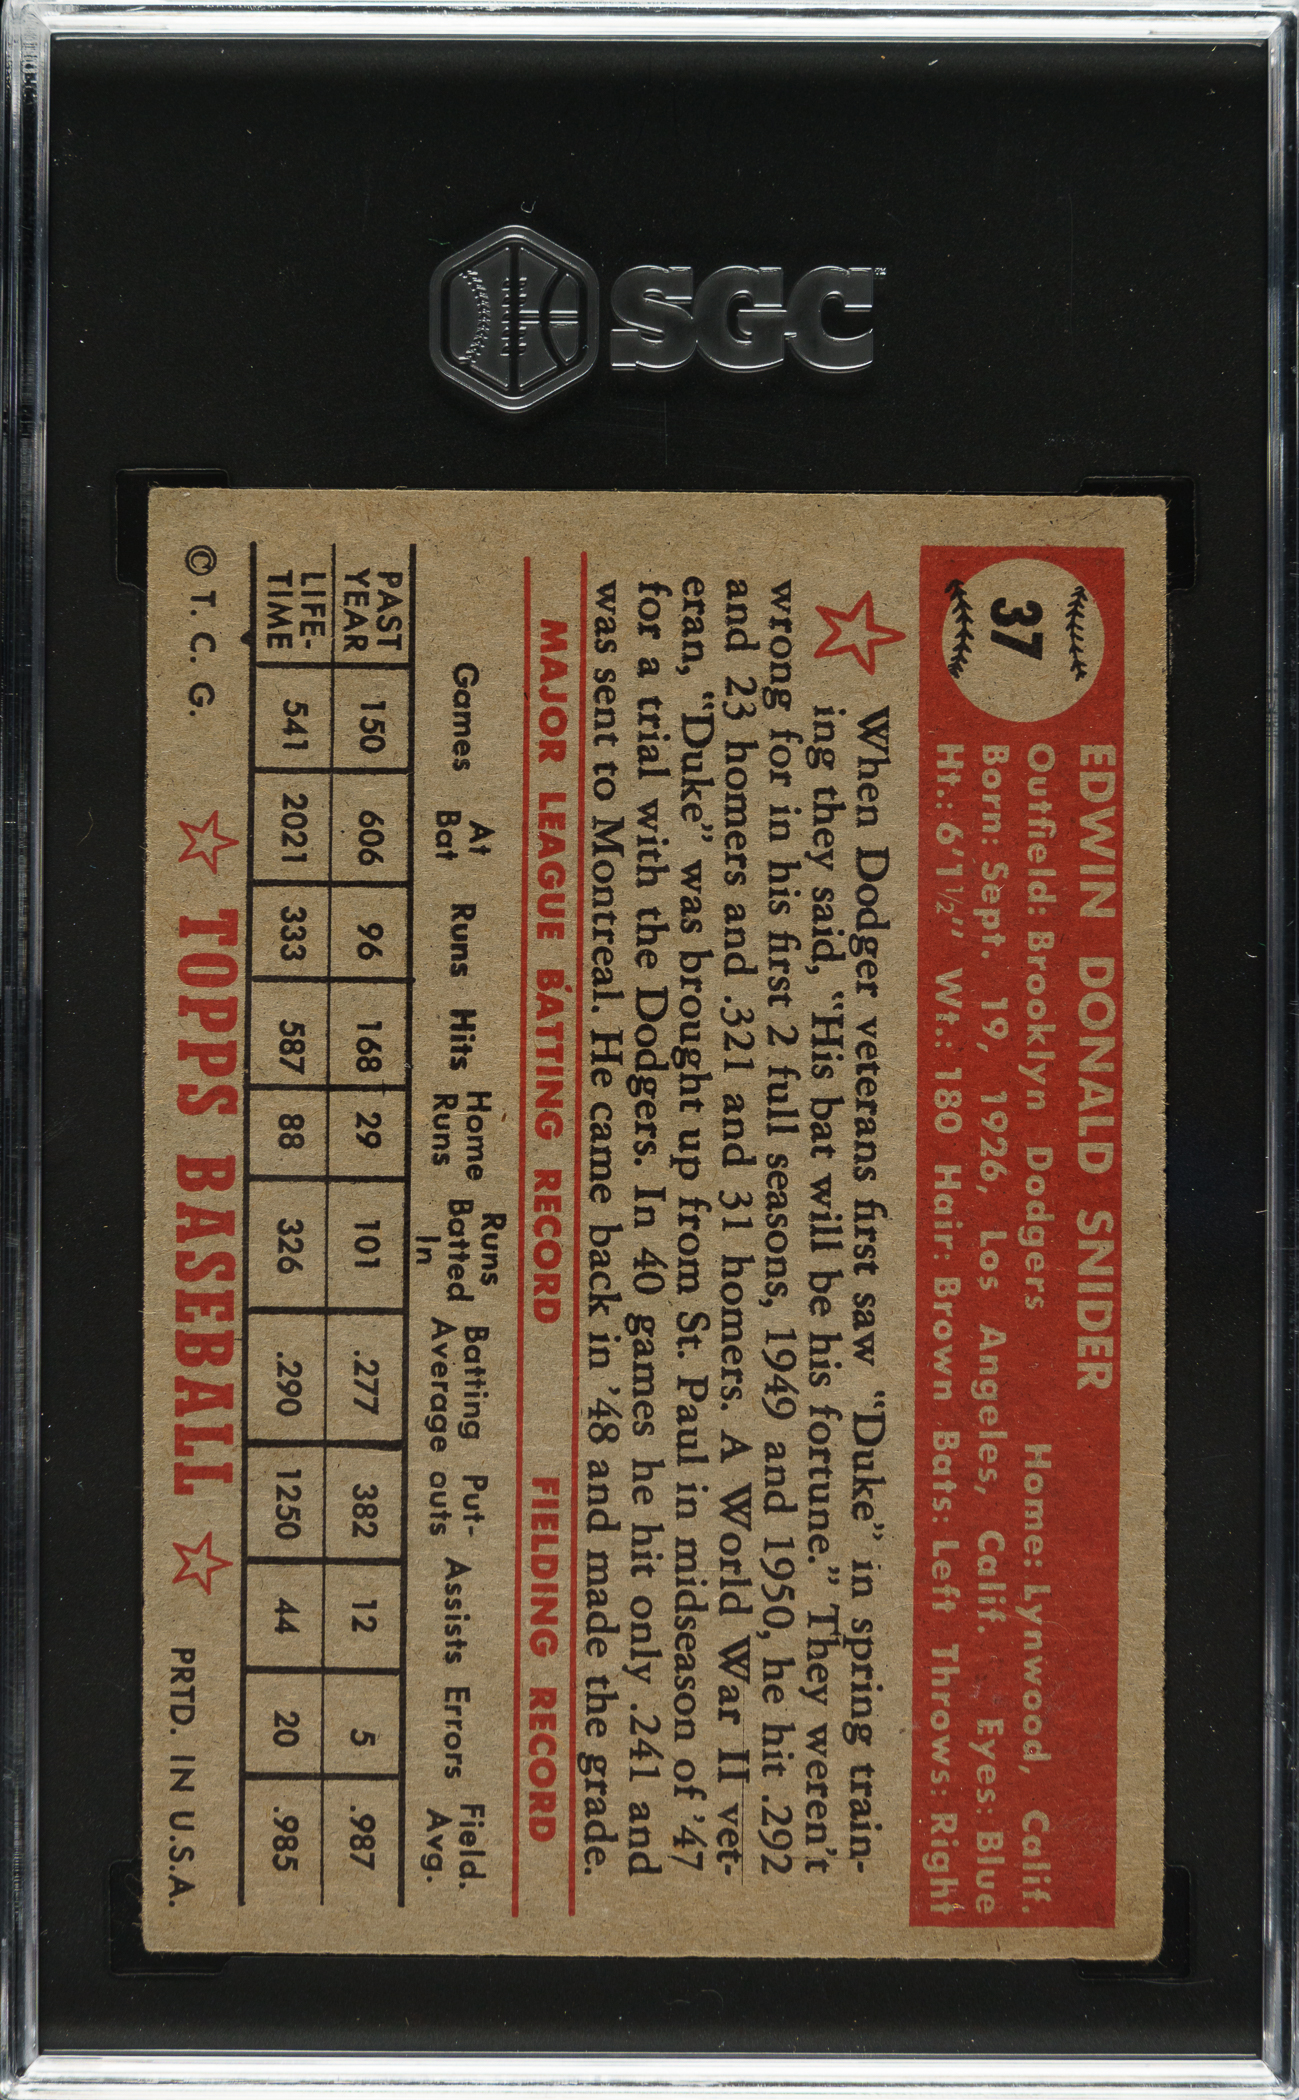 SGC
37
EDWIN DONALD SNIDER
Outfield: Brooklyn Dodgers Home: Lynwood, Calif.
Born: Sept. 19, 1926, Los Angeles, Calif. Eyes: Blue
Ht.: 6'1½" Wt.: 180 Hair: Brown Bats: Left Throws: Right
When Dodger veterans first saw "Duke" in spring train-
ing they said, "His bat will be his fortune." They weren't
wrong for in his first 2 full seasons, 1949 and 1950, he hit .292
and 23 homers and .321 and 31 homers. A World War II vet-
eran, "Duke" was brought up from St. Paul in midseason of '47
for a trial with the Dodgers. In 40 games he hit only .241 and
was sent to Montreal. He came back in '48 and made the grade.
MAJOR LEAGUE BATTING RECORD FIELDING RECORD
Games At Bat Runs Hits Home Runs Runs Batted In Batting Average Put-outs Assists Errors Field. Avg.
PAST YEAR 150 606 96 168 29 101 .277 382 12 5 .987
LIFE-TIME 541 2021 333 587 88 326 .290 1250 44 20 .985
© T. C. G. TOPPS BASEBALL PRTD. IN U.S.A.